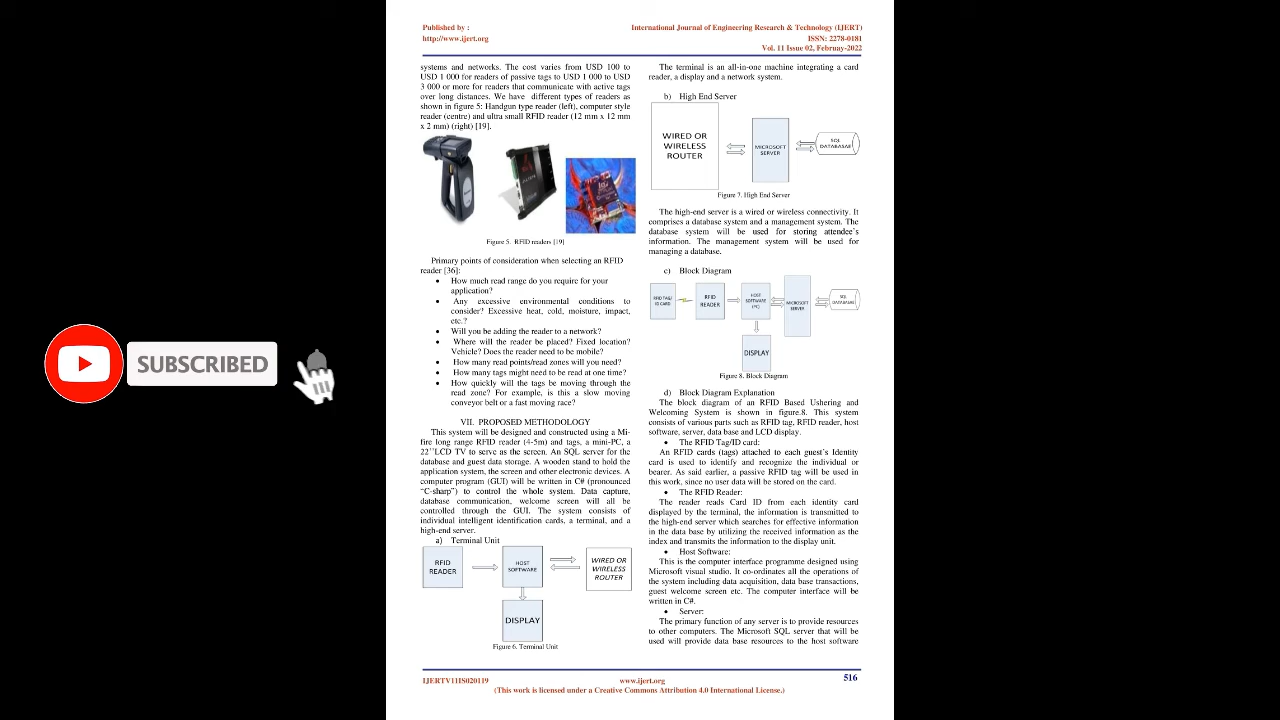 Published by :
http://www.ijert.org
International Journal of Engineering Research & Technology (IJERT)
ISSN: 2278-0181
Vol. 11 Issue 02, Februay-2022
systems and networks. The cost varies from USD 100 to
USD 1 000 for readers of passive tags to USD 1 000 to USD
3 000 or more for readers that communicate with active tags
over long distances. We have different types of readers as
shown in figure 5: Handgun type reader (left), computer style
reader (centre) and ultra small RFID reader (12 mm x 12 mm
x 2 mm) (right) [19].
Figure 5. RFID readers [19]
Primary points of consideration when selecting an RFID
reader [36]:
• How much read range do you require for your
application?
• Any excessive environmental conditions to
consider? Excessive heat, cold, moisture, impact,
etc.?
• Will you be adding the reader to a network?
• Where will the reader be placed? Fixed location?
Vehicle? Does the reader need to be mobile?
• How many read points/read zones will you need?
• How many tags might need to be read at one time?
• How quickly will the tags be moving through the
read zone? For example, is this a slow moving
conveyor belt or a fast moving race?
VII. PROPOSED METHODOLOGY
This system will be designed and constructed using a Mi-
fire long range RFID reader (4-5m) and tags, a mini-PC, a
22’’LCD TV to serve as the screen. An SQL server for the
database and guest data storage. A wooden stand to hold the
application system, the screen and other electronic devices. A
computer program (GUI) will be written in C# (pronounced
“C-sharp”) to control the whole system. Data capture,
database communication, welcome screen will all be
controlled through the GUI. The system consists of
individual intelligent identification cards, a terminal, and a
high-end server.
a) Terminal Unit
RFID
READER
HOST
SOFTWARE
WIRED OR
WIRELESS
ROUTER
DISPLAY
Figure 6. Terminal Unit
The terminal is an all-in-one machine integrating a card
reader, a display and a network system.
b) High End Server
WIRED OR
WIRELESS
ROUTER
MICROSOFT
SERVER
SQL
DATABASAE
Figure 7. High End Server
The high-end server is a wired or wireless connectivity. It
comprises a database system and a management system. The
database system will be used for storing attendee’s
information. The management system will be used for
managing a database.
c) Block Diagram
RFID TAG/
ID CARD
RFID
READER
HOST
SOFTWARE
(PC)
MICROSOFT
SERVER
SQL
DATABASAE
DISPLAY
Figure 8. Block Diagram
d) Block Diagram Explanation
The block diagram of an RFID Based Ushering and
Welcoming System is shown in figure.8. This system
consists of various parts such as RFID tag, RFID reader, host
software, server, data base and LCD display.
• The RFID Tag/ID card:
An RFID cards (tags) attached to each guest’s Identity
card is used to identify and recognize the individual or
bearer. As said earlier, a passive RFID tag will be used in
this work, since no user data will be stored on the card.
• The RFID Reader:
The reader reads Card ID from each identity card
displayed by the terminal, the information is transmitted to
the high-end server which searches for effective information
in the data base by utilizing the received information as the
index and transmits the information to the display unit.
• Host Software:
This is the computer interface programme designed using
Microsoft visual studio. It co-ordinates all the operations of
the system including data acquisition, data base transactions,
guest welcome screen etc. The computer interface will be
written in C#.
• Server:
The primary function of any server is to provide resources
to other computers. The Microsoft SQL server that will be
used will provide data base resources to the host software
SUBSCRIBED
IJERTV11IS020119
www.ijert.org
516
(This work is licensed under a Creative Commons Attribution 4.0 International License.)